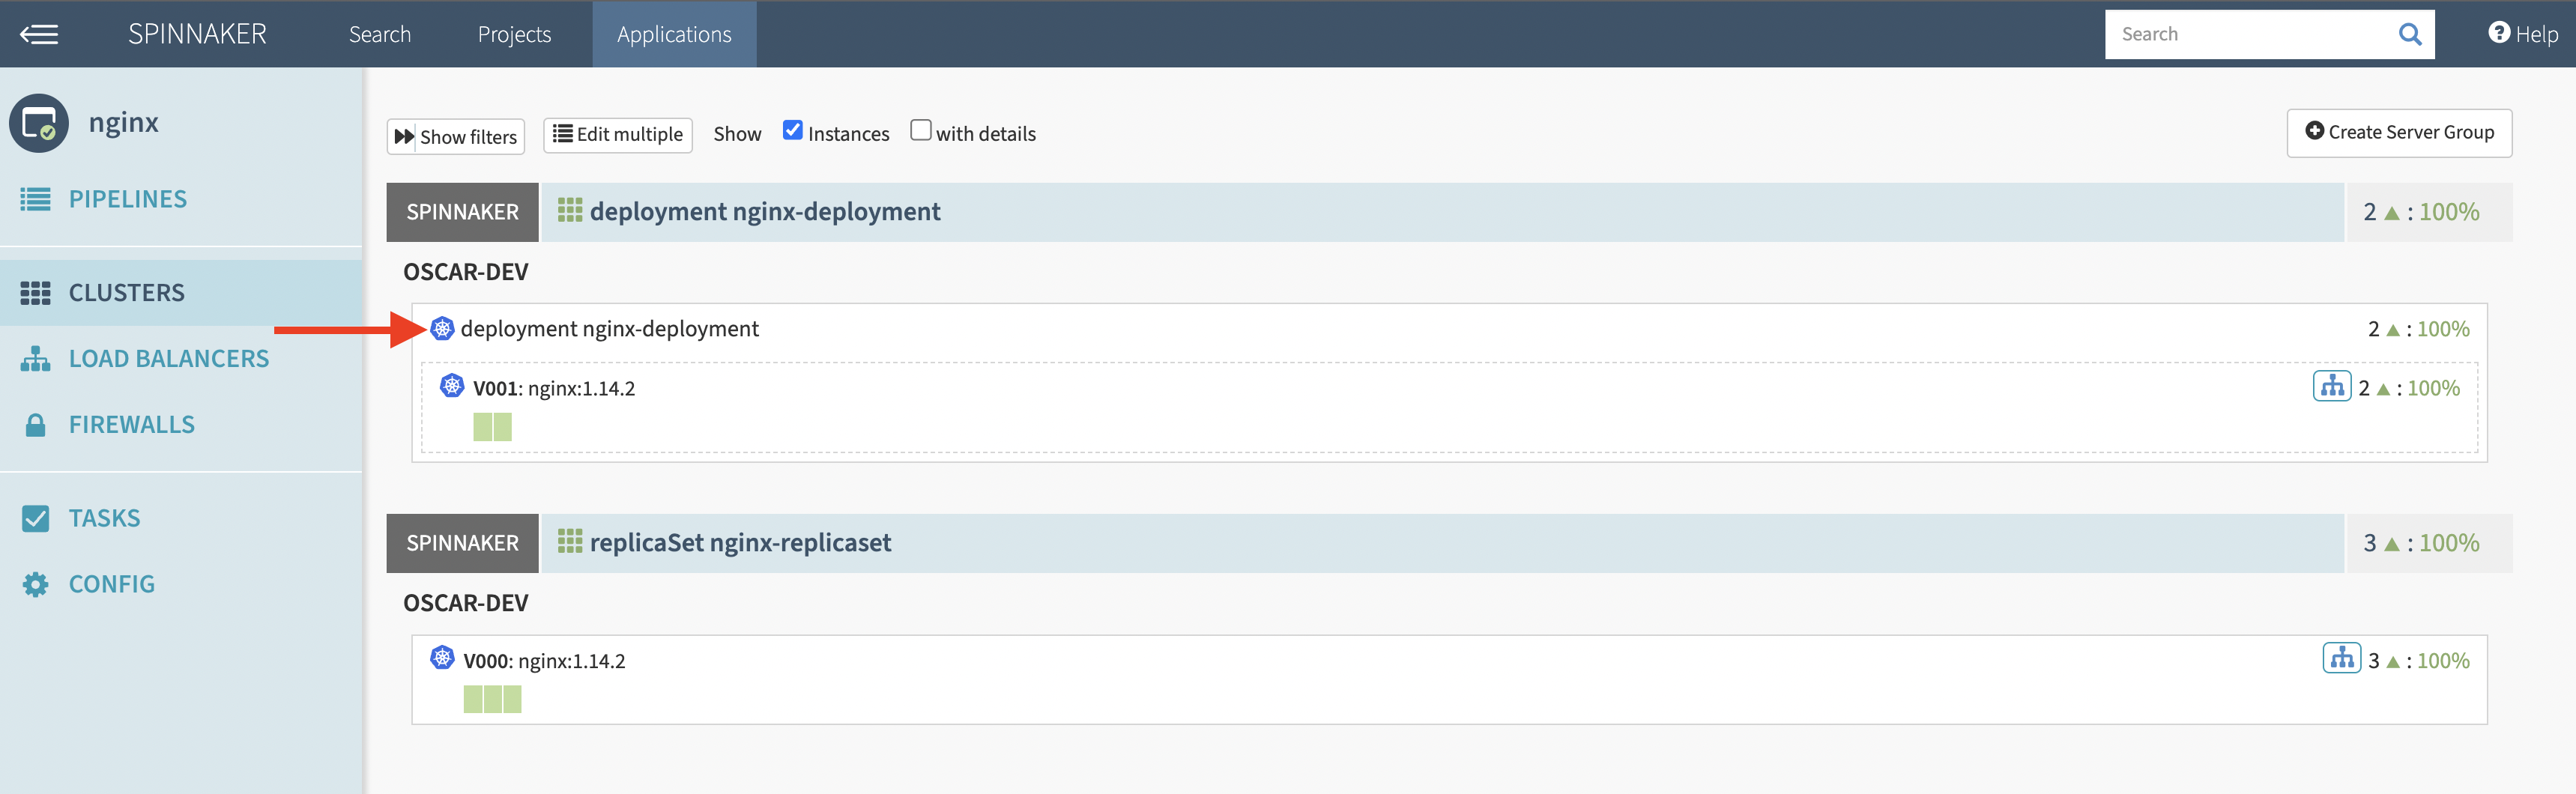 SPINNAKER Search Projects Applications Search Help
nginx
PIPELINES
CLUSTERS
LOAD BALANCERS
FIREWALLS
TASKS
CONFIG
Show filters Edit multiple Show Instances with details Create Server Group
SPINNAKER deployment nginx-deployment 2 ▲ : 100%
OSCAR-DEV
deployment nginx-deployment 2 ▲ : 100%
V001: nginx:1.14.2 2 ▲ : 100%
SPINNAKER replicaSet nginx-replicaset 3 ▲ : 100%
OSCAR-DEV
V000: nginx:1.14.2 3 ▲ : 100%